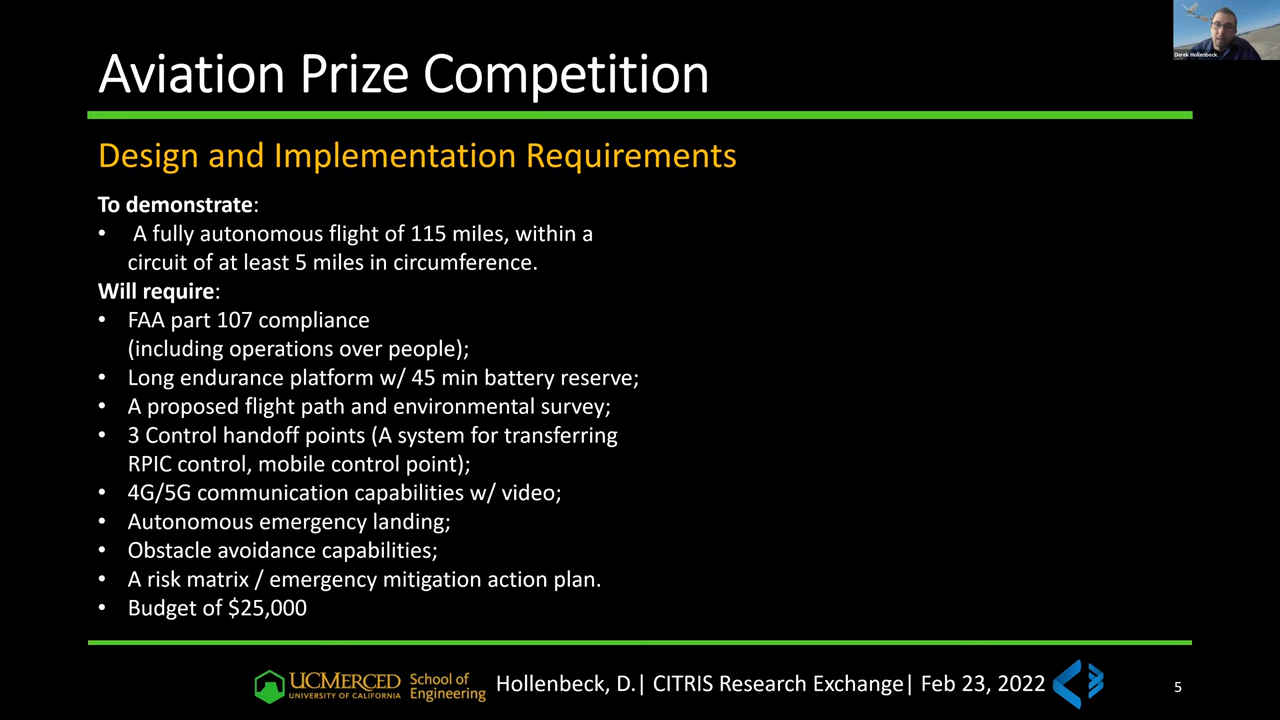 Derek Hollenbeck
Aviation Prize Competition
Design and Implementation Requirements
To demonstrate:
• A fully autonomous flight of 115 miles, within a
circuit of at least 5 miles in circumference.
Will require:
• FAA part 107 compliance
(including operations over people);
• Long endurance platform w/ 45 min battery reserve;
• A proposed flight path and environmental survey;
• 3 Control handoff points (A system for transferring
RPIC control, mobile control point);
• 4G/5G communication capabilities w/ video;
• Autonomous emergency landing;
• Obstacle avoidance capabilities;
• A risk matrix / emergency mitigation action plan.
• Budget of $25,000
UCMERCED
UNIVERSITY OF CALIFORNIA
School of
Engineering
Hollenbeck, D.| CITRIS Research Exchange| Feb 23, 2022
5